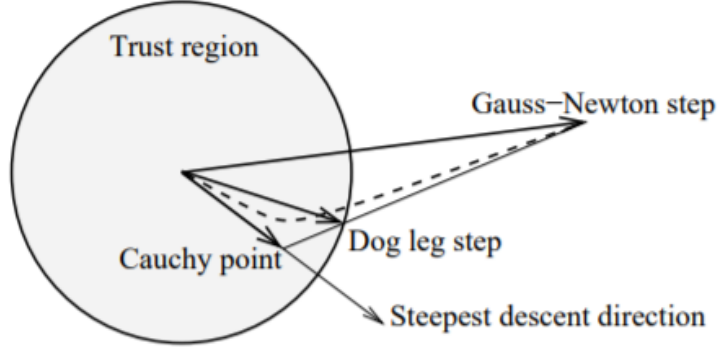 Trust region
Gauss−Newton step
Dog leg step
Cauchy point
Steepest descent direction